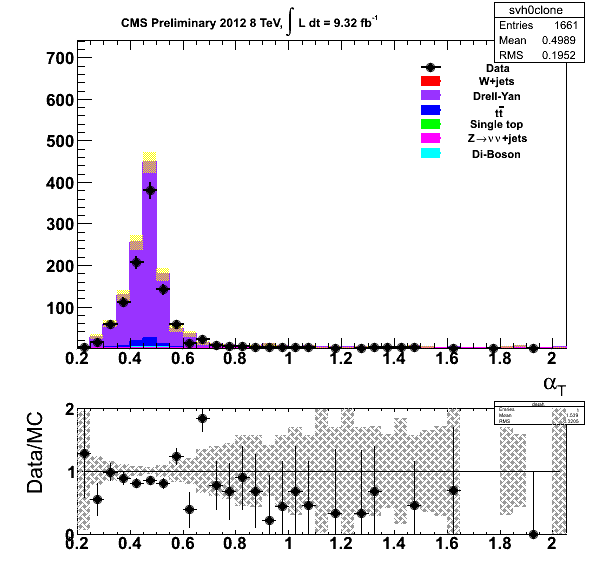 CMS Preliminary 2012 8 TeV, ∫ L dt = 9.32 fb⁻¹
svh0clone
Entries 1661
Mean 0.4989
RMS 0.1952
700
600
500
400
300
200
100
Data
W+jets
Drell-Yan
tt̅
Single top
Z→νν+jets
Di-Boson
0.2 0.4 0.6 0.8 1 1.2 1.4 1.6 1.8 2
α_T
Data/MC
2
1
0
Entries
Mean
RMS
0.2 0.4 0.6 0.8 1 1.2 1.4 1.6 1.8 2